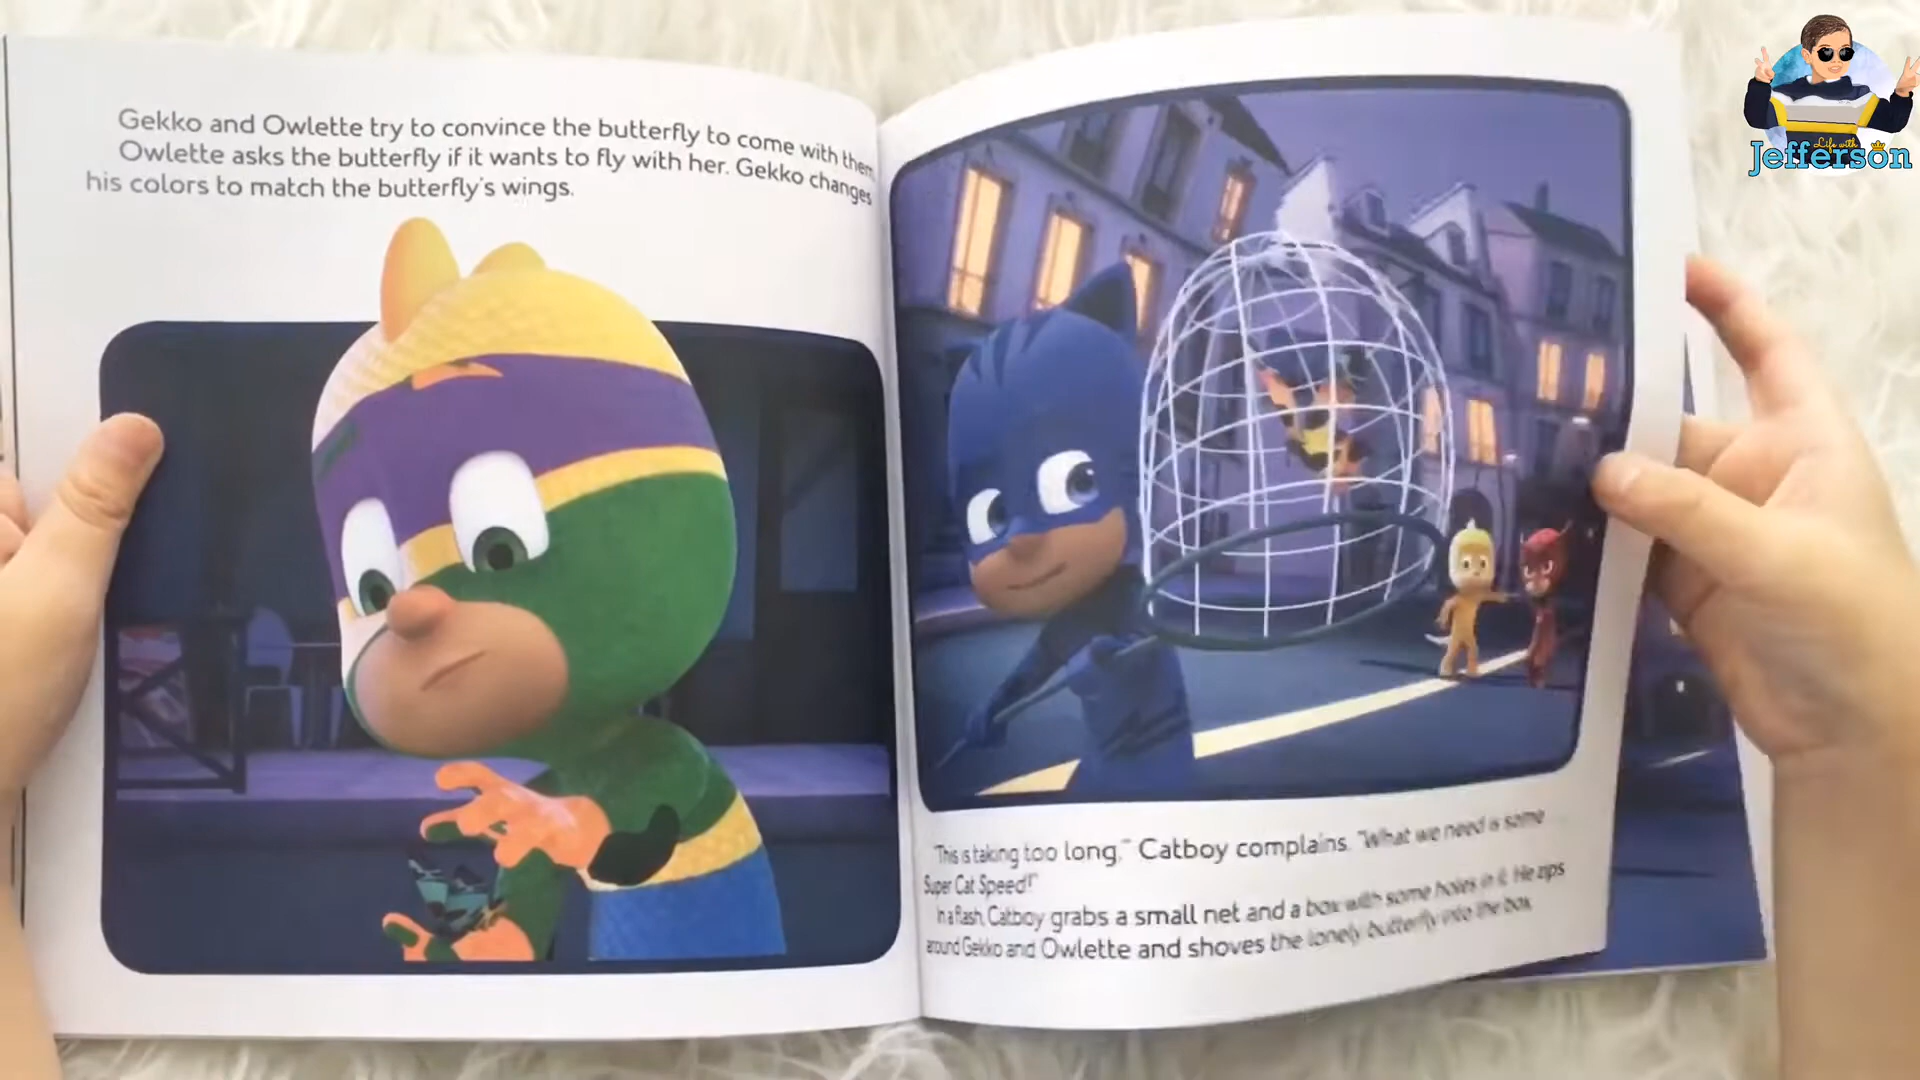 Gekko and Owlette try to convince the butterfly to come with them.
Owlette asks the butterfly if it wants to fly with her. Gekko changes
his colors to match the butterfly's wings.
"This is taking too long," Catboy complains. "What we need is some
Super Cat Speed!"
In a flash, Catboy grabs a small net and a box with some holes in it. He zips
around Gekko and Owlette and shoves the lonely butterfly into the box.
Life with
Jefferson